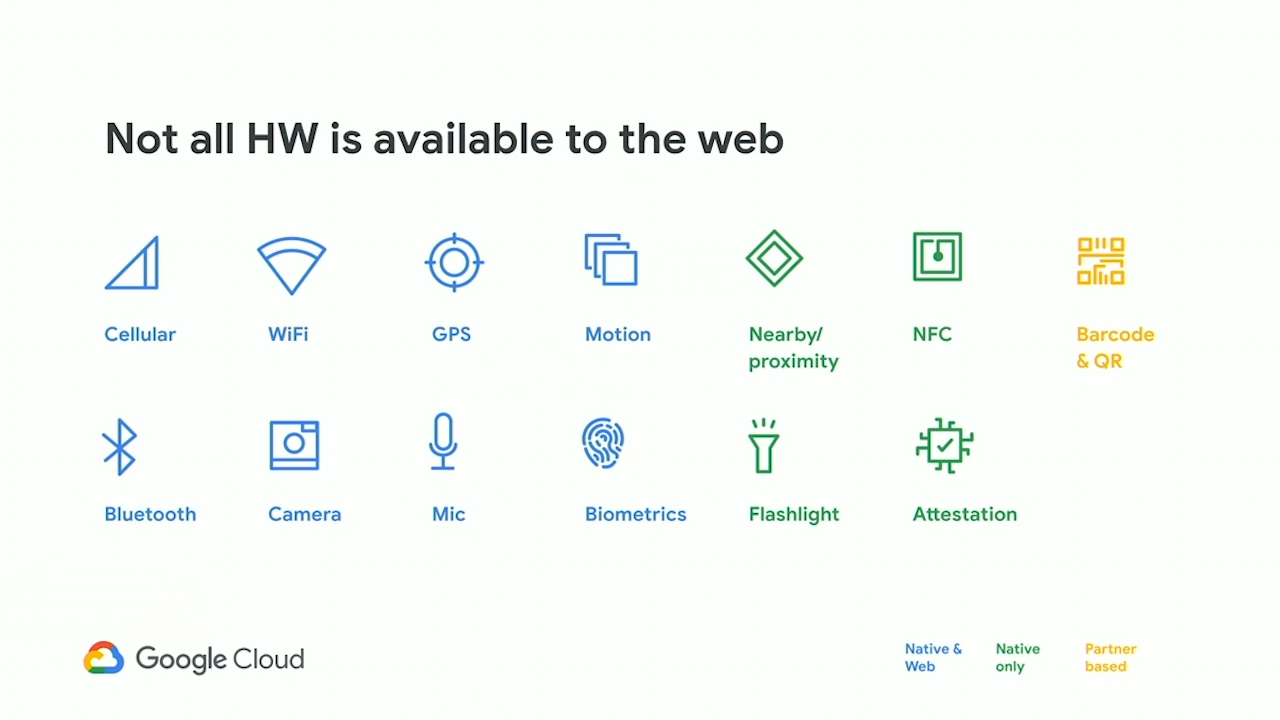 Not all HW is available to the web
Cellular
WiFi
GPS
Motion
Nearby/
proximity
NFC
Barcode
& QR
Bluetooth
Camera
Mic
Biometrics
Flashlight
Attestation
Google Cloud
Native &
Web
Native
only
Partner
based